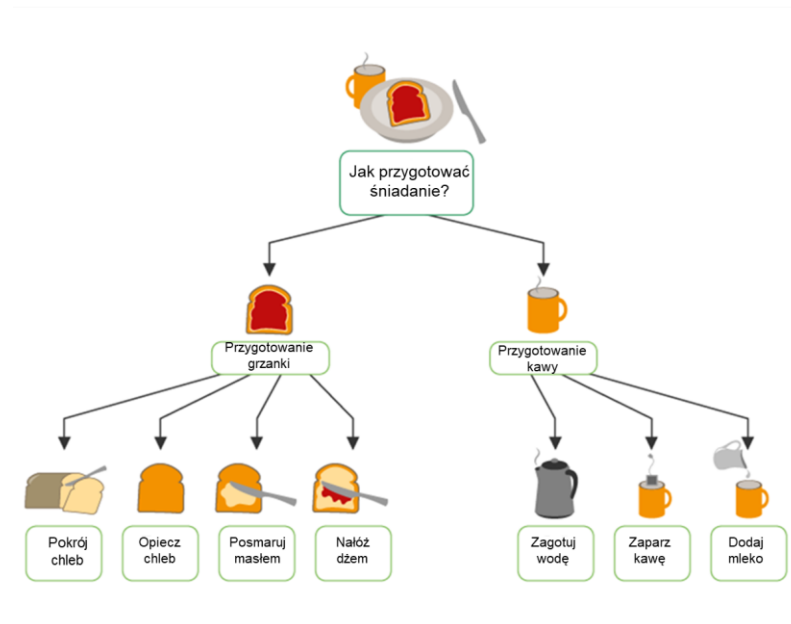 Jak przygotować
śniadanie?
Przygotowanie
grzanki
Przygotowanie
kawy
Pokrój
chleb
Opiecz
chleb
Posmaruj
masłem
Nałóż
dżem
Zagotuj
wodę
Zaparz
kawę
Dodaj
mleko